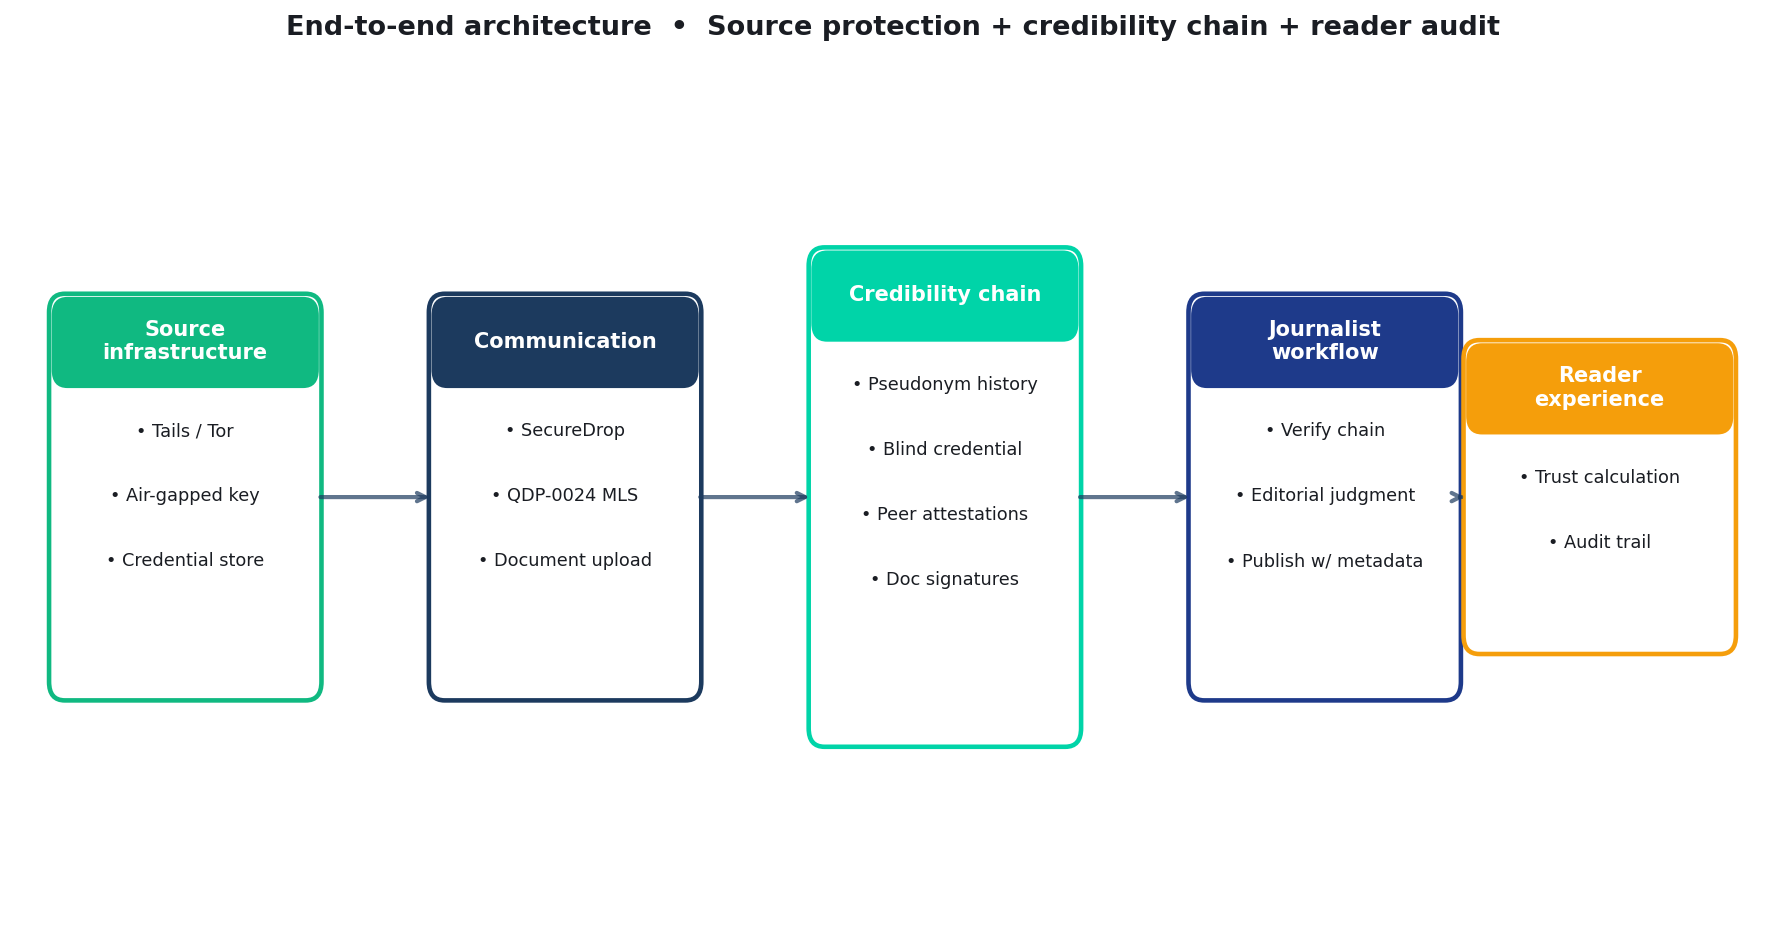 End-to-end architecture • Source protection + credibility chain + reader audit
Source
infrastructure
• Tails / Tor
• Air-gapped key
• Credential store
Communication
• SecureDrop
• QDP-0024 MLS
• Document upload
Credibility chain
• Pseudonym history
• Blind credential
• Peer attestations
• Doc signatures
Journalist
workflow
• Verify chain
• Editorial judgment
• Publish w/ metadata
Reader
experience
• Trust calculation
• Audit trail